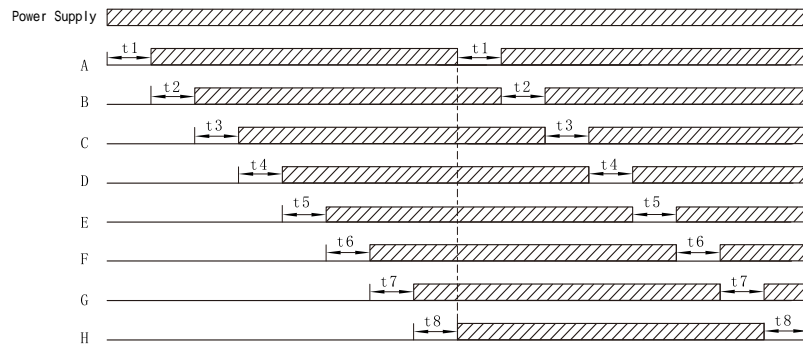 Power Supply
t1 t1
A
t2 t2
B
t3 t3
C
t4 t4
D
t5 t5
E
t6 t6
F
t7 t7
G
t8 t8
H